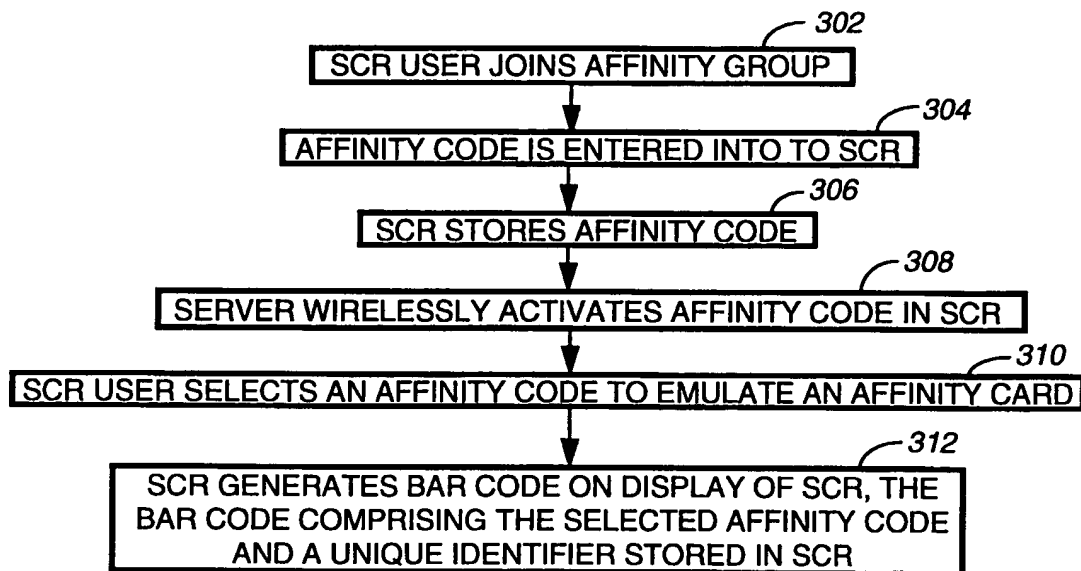 302
SCR USER JOINS AFFINITY GROUP
304
AFFINITY CODE IS ENTERED INTO TO SCR
306
SCR STORES AFFINITY CODE
308
SERVER WIRELESSLY ACTIVATES AFFINITY CODE IN SCR
310
SCR USER SELECTS AN AFFINITY CODE TO EMULATE AN AFFINITY CARD
312
SCR GENERATES BAR CODE ON DISPLAY OF SCR, THE
BAR CODE COMPRISING THE SELECTED AFFINITY CODE
AND A UNIQUE IDENTIFIER STORED IN SCR